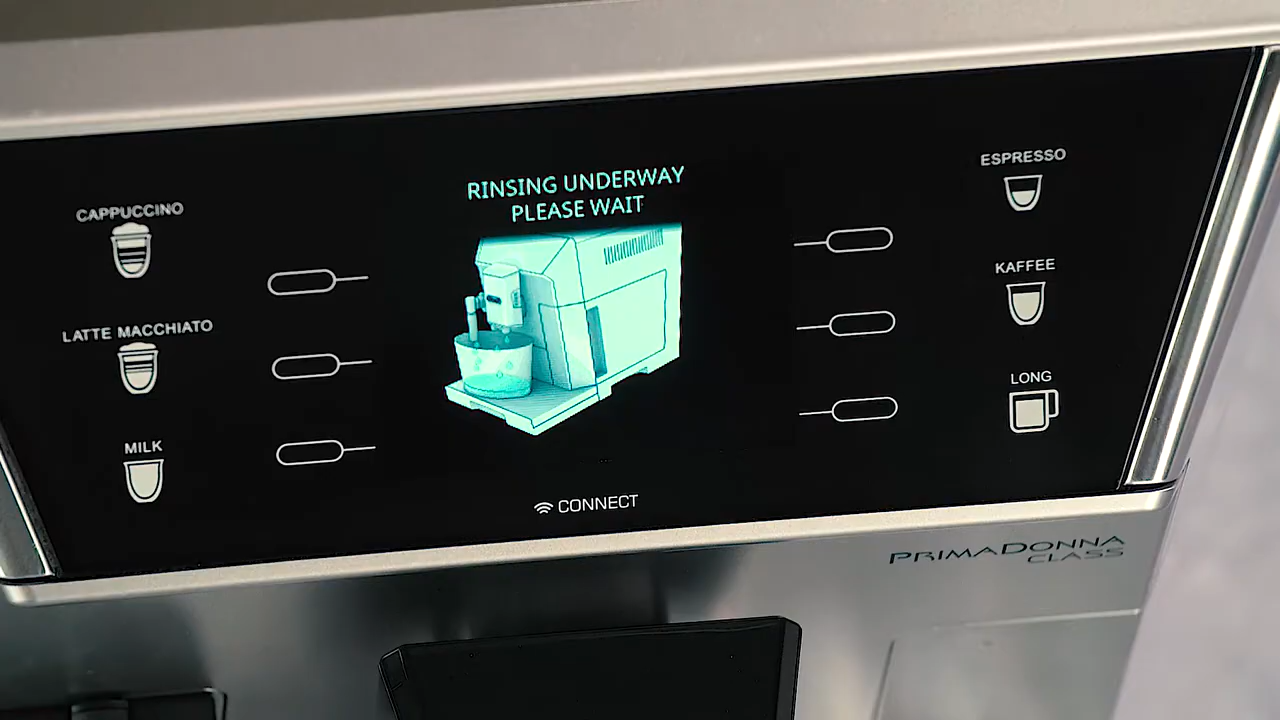 CAPPUCCINO
LATTE MACCHIATO
MILK
RINSING UNDERWAY
PLEASE WAIT
CONNECT
ESPRESSO
KAFFEE
LONG
PRIMADONNA
CLASS